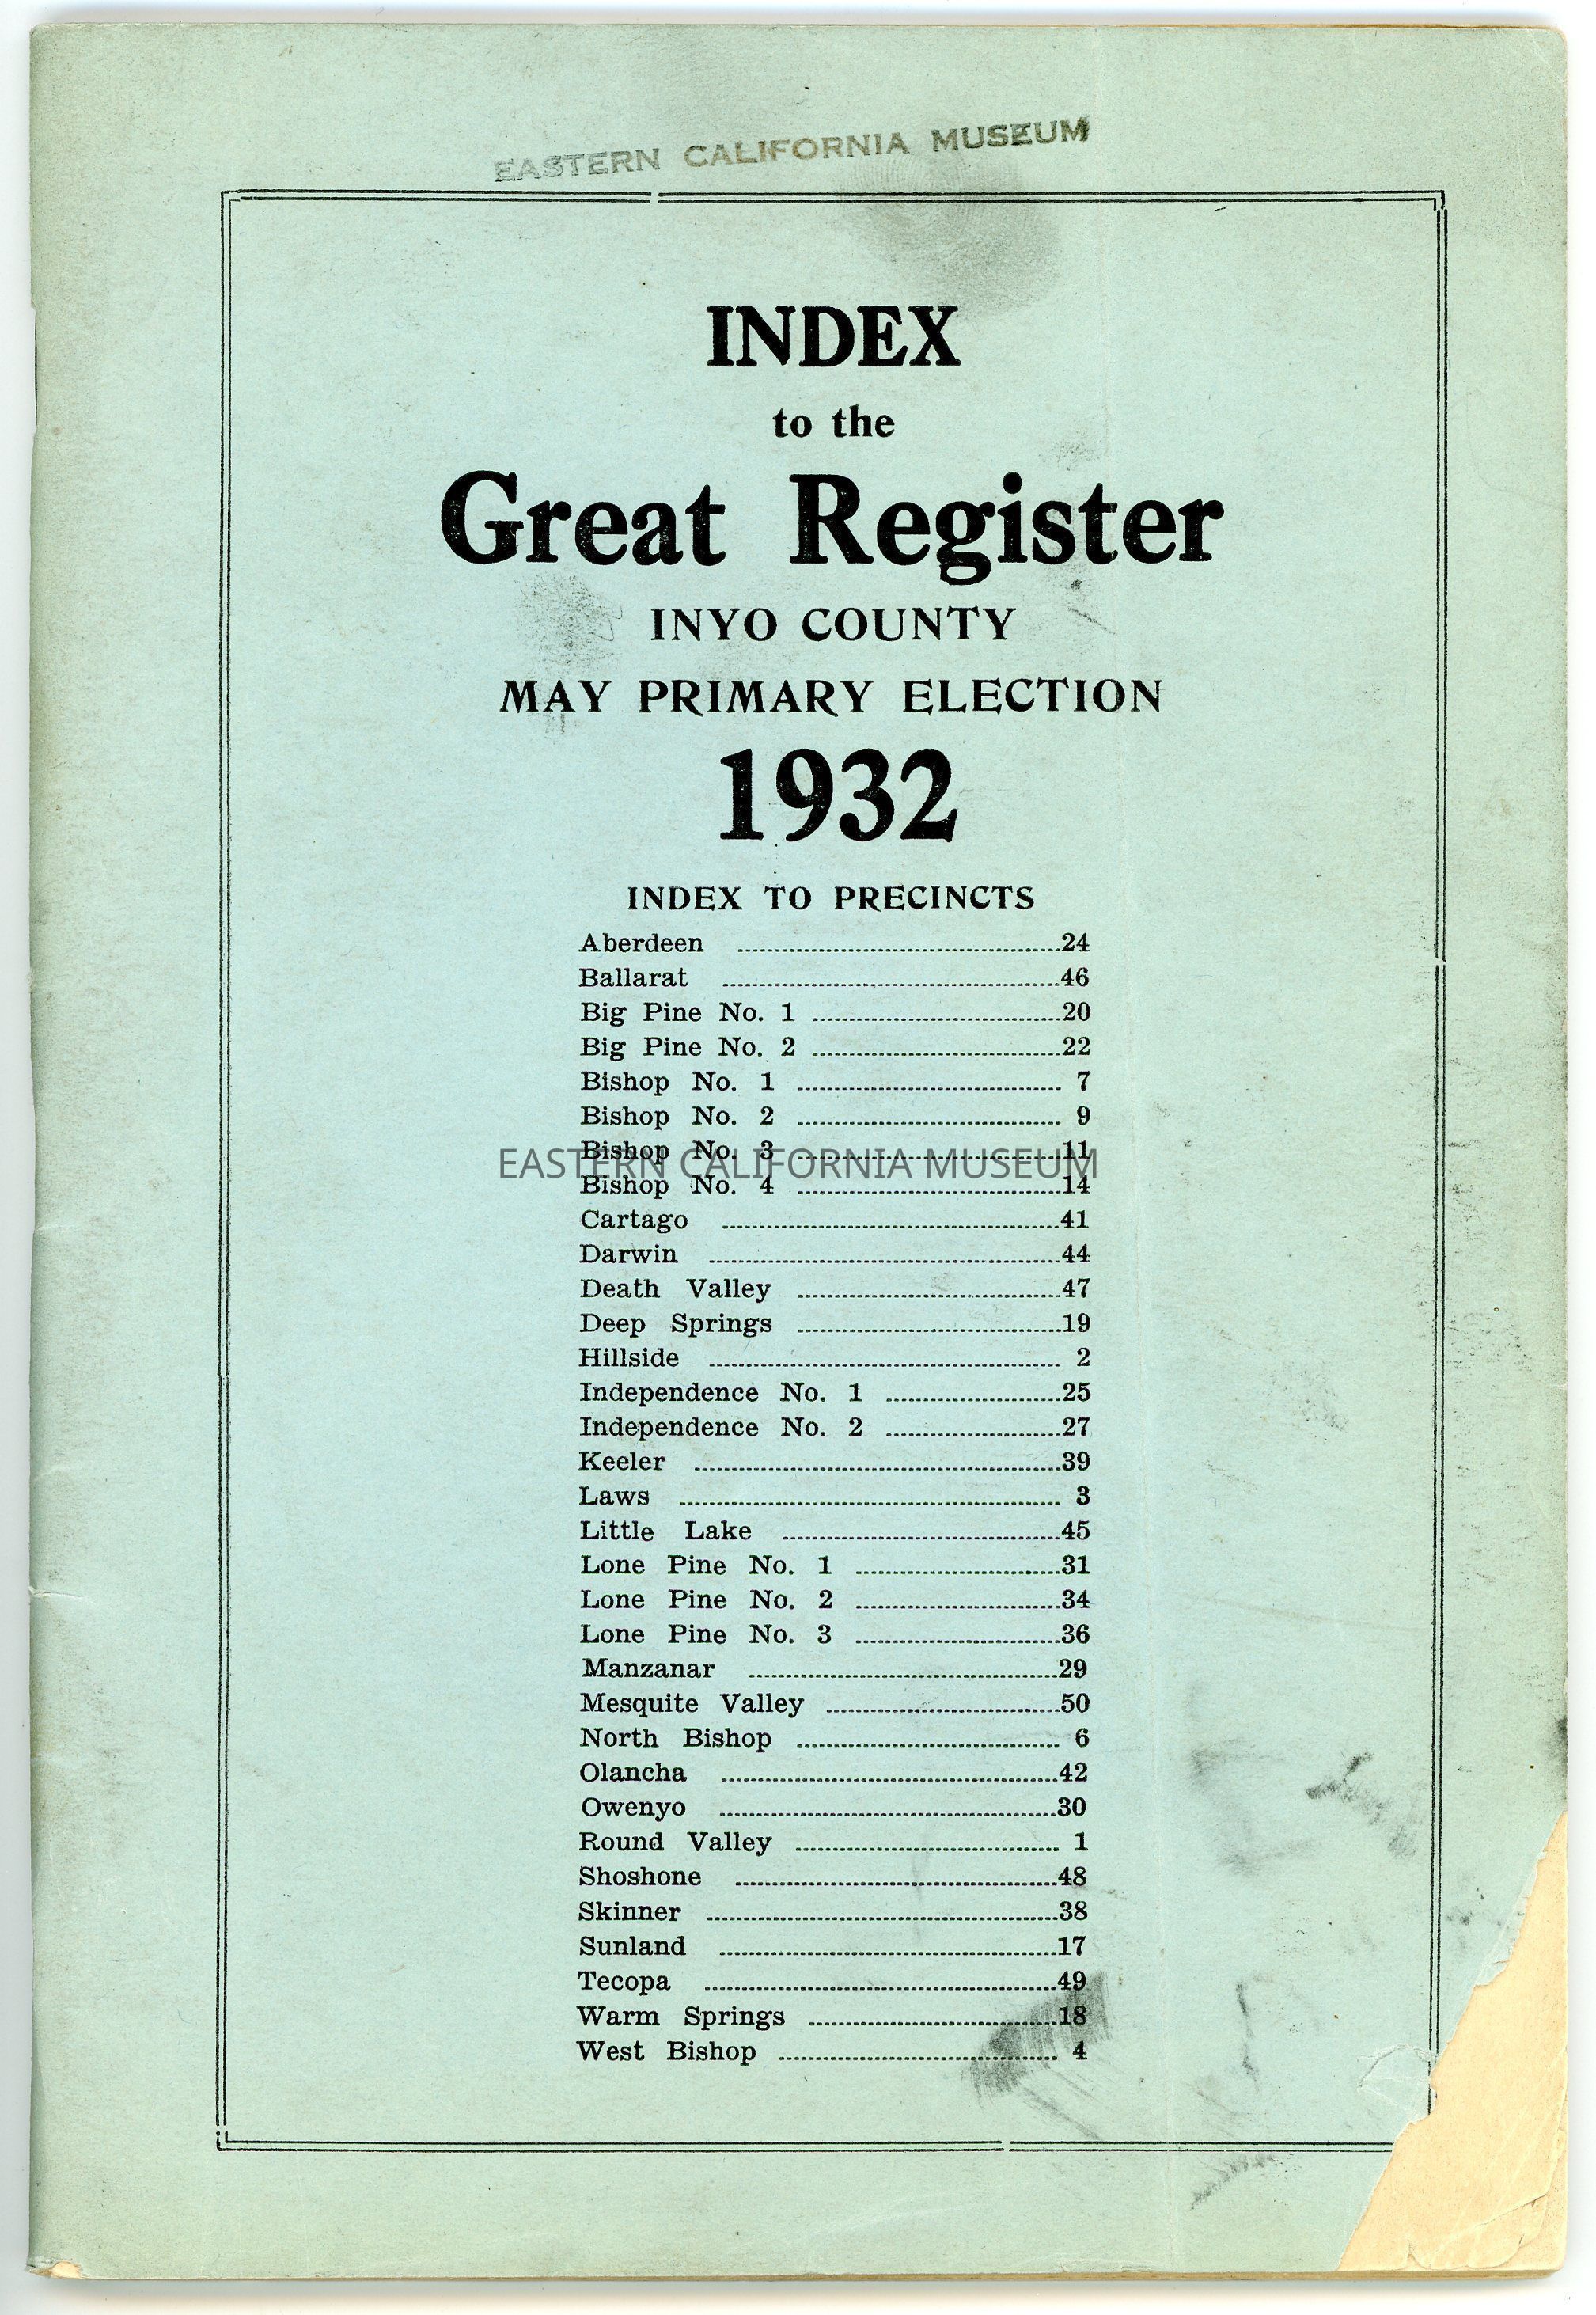 EASTERN CALIFORNIA MUSEUM
INDEX
to the
Great Register
INYO COUNTY
MAY PRIMARY ELECTION
1932
INDEX TO PRECINCTS
Aberdeen ........................ 24
Ballarat ........................ 46
Big Pine No. 1 ........................ 20
Big Pine No. 2 ........................ 22
Bishop No. 1 ........................ 7
Bishop No. 2 ........................ 9
Bishop No. 3 ........................ 11
EASTERN CALIFORNIA MUSEUM
Bishop No. 4 ........................ 14
Cartago ........................ 41
Darwin ........................ 44
Death Valley ........................ 47
Deep Springs ........................ 19
Hillside ........................ 2
Independence No. 1 ........................ 25
Independence No. 2 ........................ 27
Keeler ........................ 39
Laws ........................ 3
Little Lake ........................ 45
Lone Pine No. 1 ........................ 31
Lone Pine No. 2 ........................ 34
Lone Pine No. 3 ........................ 36
Manzanar ........................ 29
Mesquite Valley ........................ 50
North Bishop ........................ 6
Olancha ........................ 42
Owenyo ........................ 30
Round Valley ........................ 1
Shoshone ........................ 48
Skinner ........................ 38
Sunland ........................ 17
Tecopa ........................ 49
Warm Springs ........................ 18
West Bishop ........................ 4